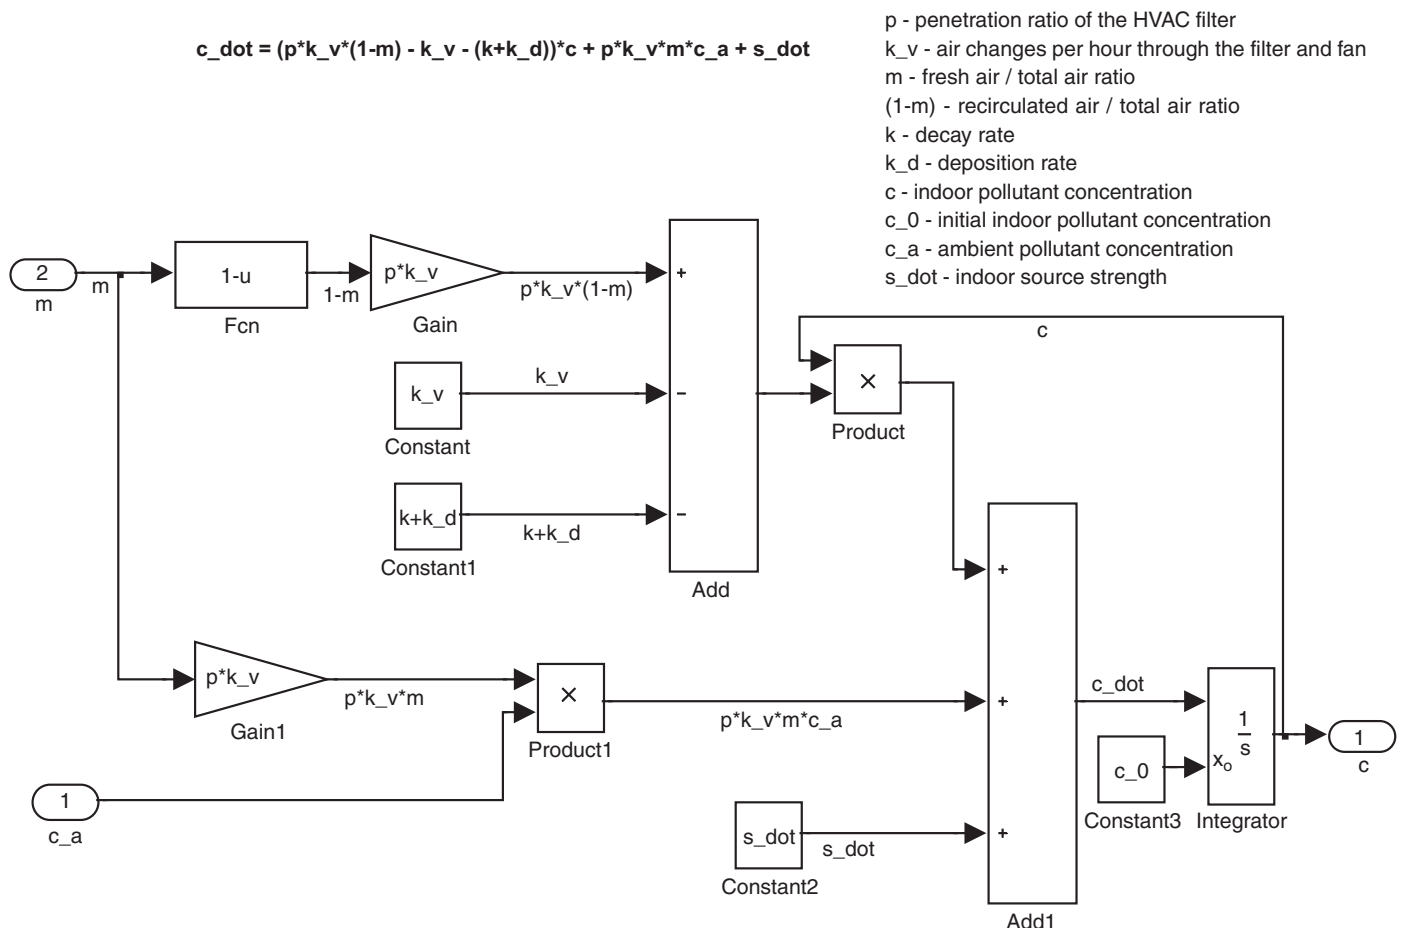 c_dot = (p*k_v*(1-m) - k_v - (k+k_d))*c + p*k_v*m*c_a + s_dot
p - penetration ratio of the HVAC filter
k_v - air changes per hour through the filter and fan
m - fresh air / total air ratio
(1-m) - recirculated air / total air ratio
k - decay rate
k_d - deposition rate
c - indoor pollutant concentration
c_0 - initial indoor pollutant concentration
c_a - ambient pollutant concentration
s_dot - indoor source strength
2
m
m
1-u
Fcn
1-m
p*k_v
Gain
p*k_v*(1-m)
+
k_v
Constant
k_v
−
k+k_d
Constant1
k+k_d
−
Add
c
×
Product
p*k_v
Gain1
p*k_v*m
×
Product1
p*k_v*m*c_a
1
c_a
s_dot
Constant2
s_dot
+
+
+
Add1
c_dot
c_0
Constant3
1
s
xo
Integrator
1
c